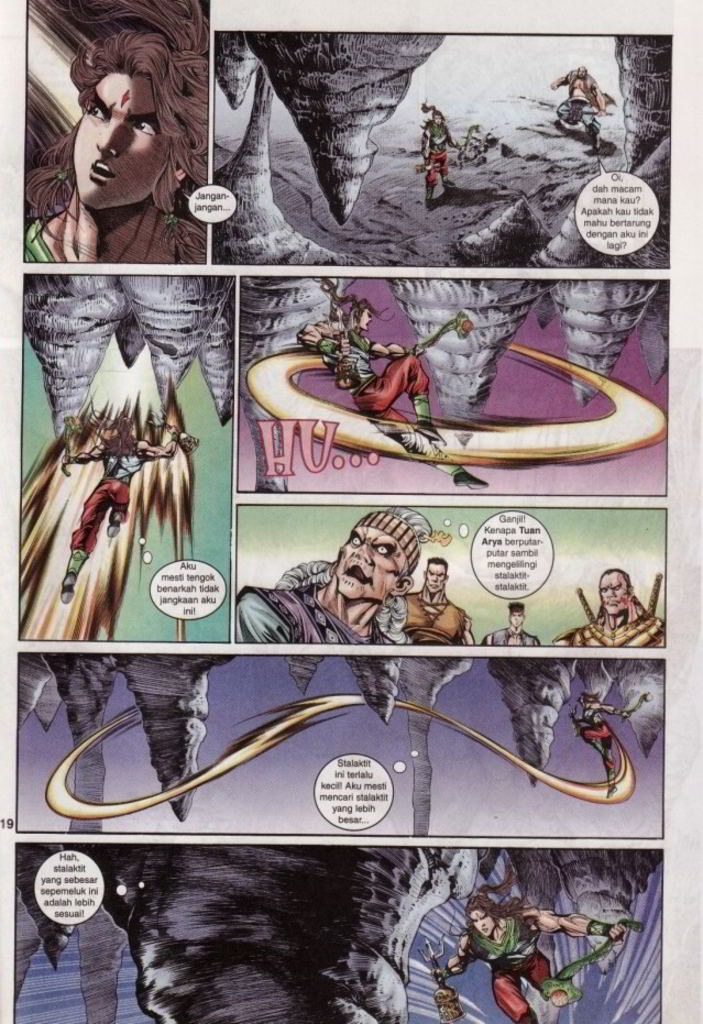 Jangan-
jangan...
Oi,
dah macam
mana kau?
Apakah kau tidak
mahu bertarung
dengan aku ini
lagi?
HU...
Aku
mesti tengok
benarkah tidak
jangkaan aku
ini!
Ganjil!
Kenapa Tuan
Arya berputar-
putar sambil
mengelilingi
stalaktit-
stalaktit.
Stalaktit
ini terlalu
kecil! Aku mesti
mencari stalaktit
yang lebih
besar...
19
Hah,
stalaktit
yang sebesar
sepemeluk ini
adalah lebih
sesuai!